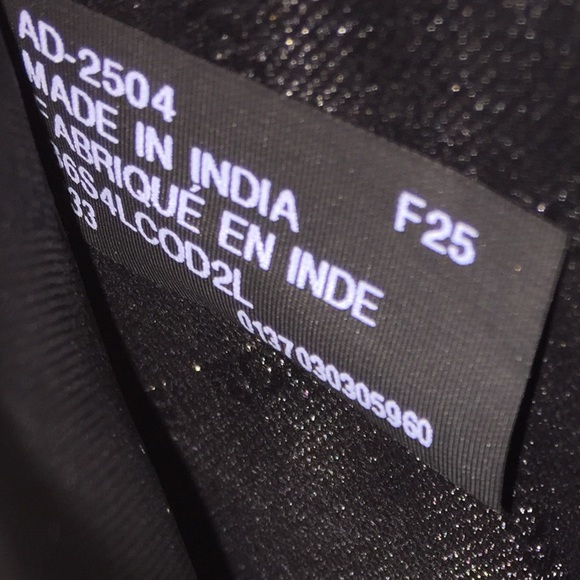 AD-2504
MADE IN INDIA F25
FABRIQUÉ EN INDE
6S4LCOD2L
33
0137030305960